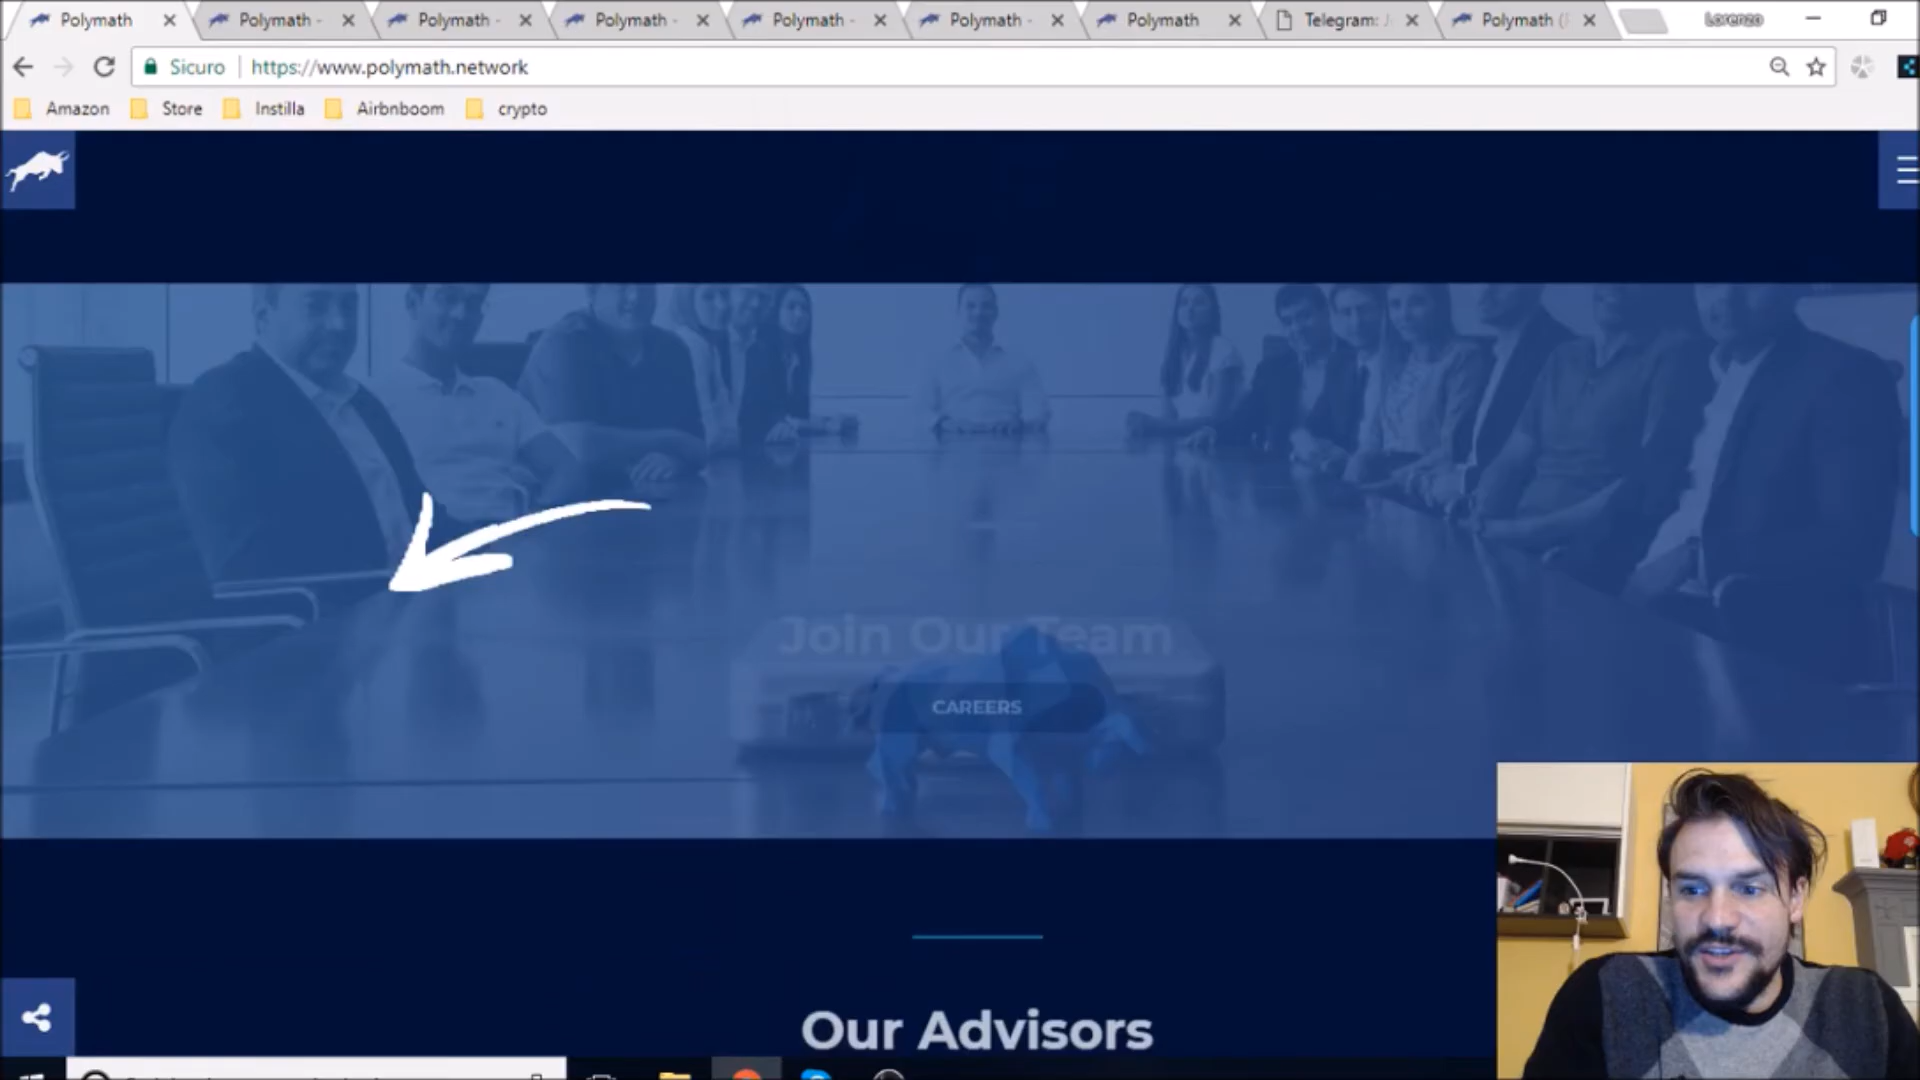 Polymath
Polymath -
Polymath -
Polymath -
Polymath -
Polymath -
Polymath
Telegram: J
Polymath (
Lorenzo
Sicuro
https://www.polymath.network
Amazon
Store
Instilla
Airbnboom
crypto
Join Our Team
CAREERS
Our Advisors